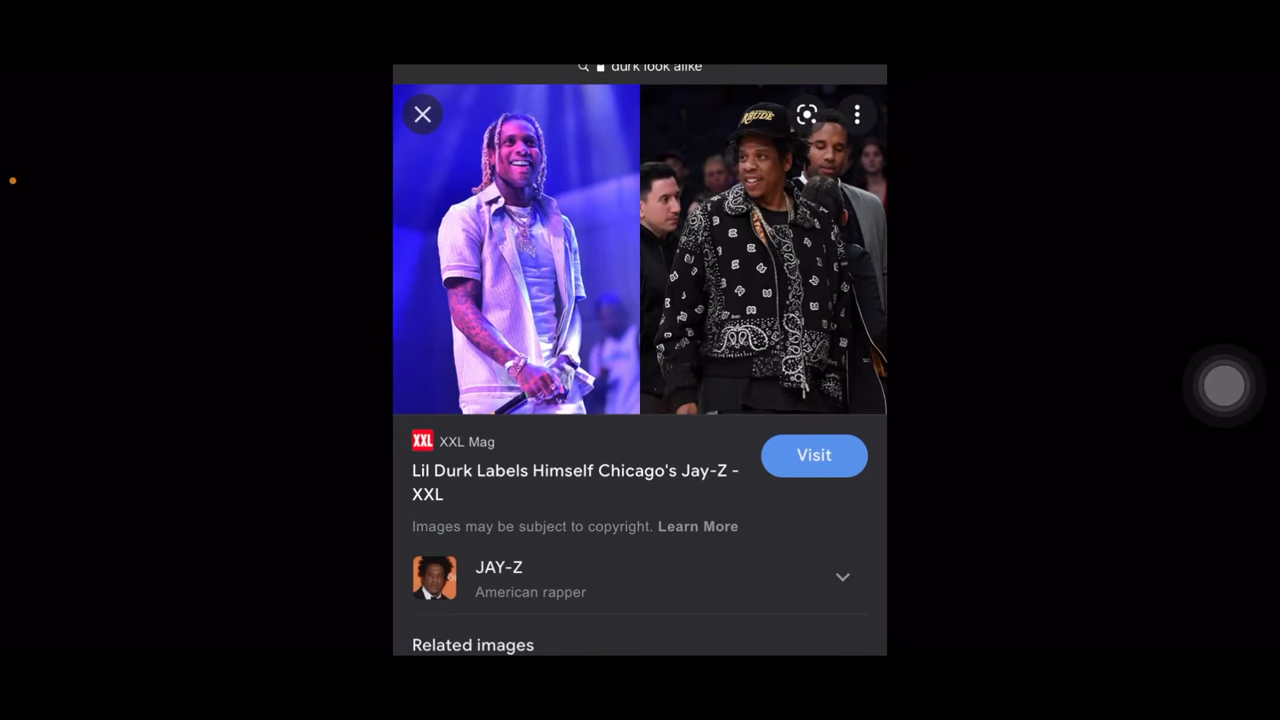 durk look alike
RUDE
XXL XXL Mag
Visit
Lil Durk Labels Himself Chicago's Jay-Z -
XXL
Images may be subject to copyright. Learn More
JAY-Z
American rapper
Related images